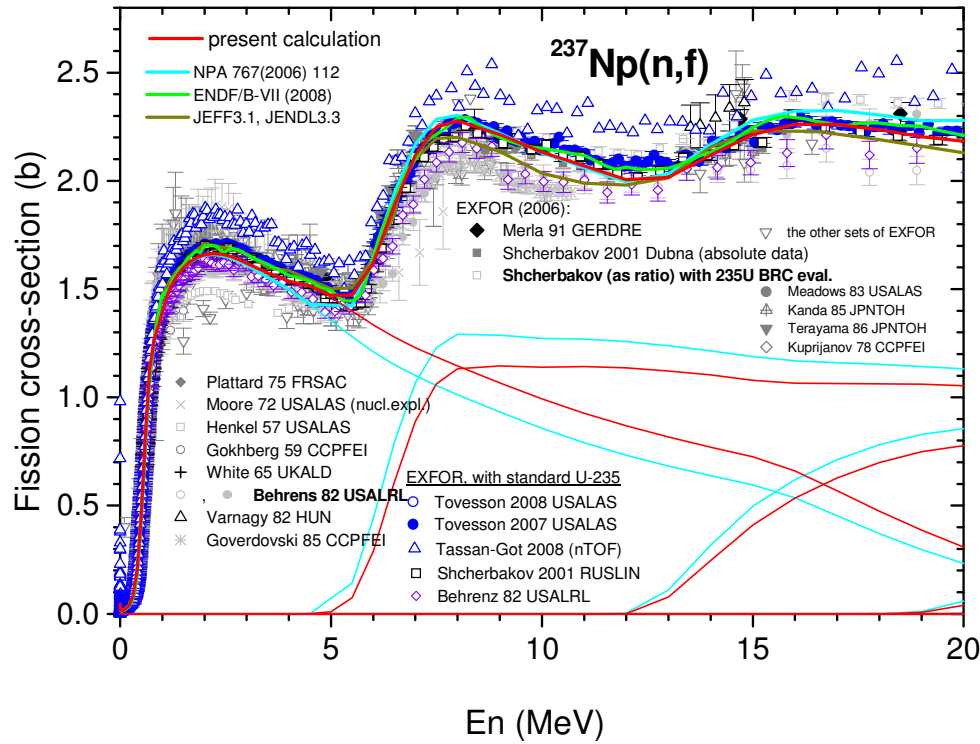 present calculation
NPA 767(2006) 112
ENDF/B-VII (2008)
JEFF3.1, JENDL3.3
237Np(n,f)
EXFOR (2006):
Merla 91 GERDRE
Shcherbakov 2001 Dubna (absolute data)
Shcherbakov (as ratio) with 235U BRC eval.
the other sets of EXFOR
Meadows 83 USALAS
Kanda 85 JPNTOH
Terayama 86 JPNTOH
Kuprijanov 78 CCPFEI
Plattard 75 FRSAC
Moore 72 USALAS (nucl.expl.)
Henkel 57 USALAS
Gokhberg 59 CCPFEI
White 65 UKALD
, Behrens 82 USALRL
Varnagy 82 HUN
Goverdovski 85 CCPFEI
EXFOR, with standard U-235
Tovesson 2008 USALAS
Tovesson 2007 USALAS
Tassan-Got 2008 (nTOF)
Shcherbakov 2001 RUSLIN
Behrenz 82 USALRL
Fission cross-section (b)
2.5
2.0
1.5
1.0
0.5
0.0
0 5 10 15 20
En (MeV)